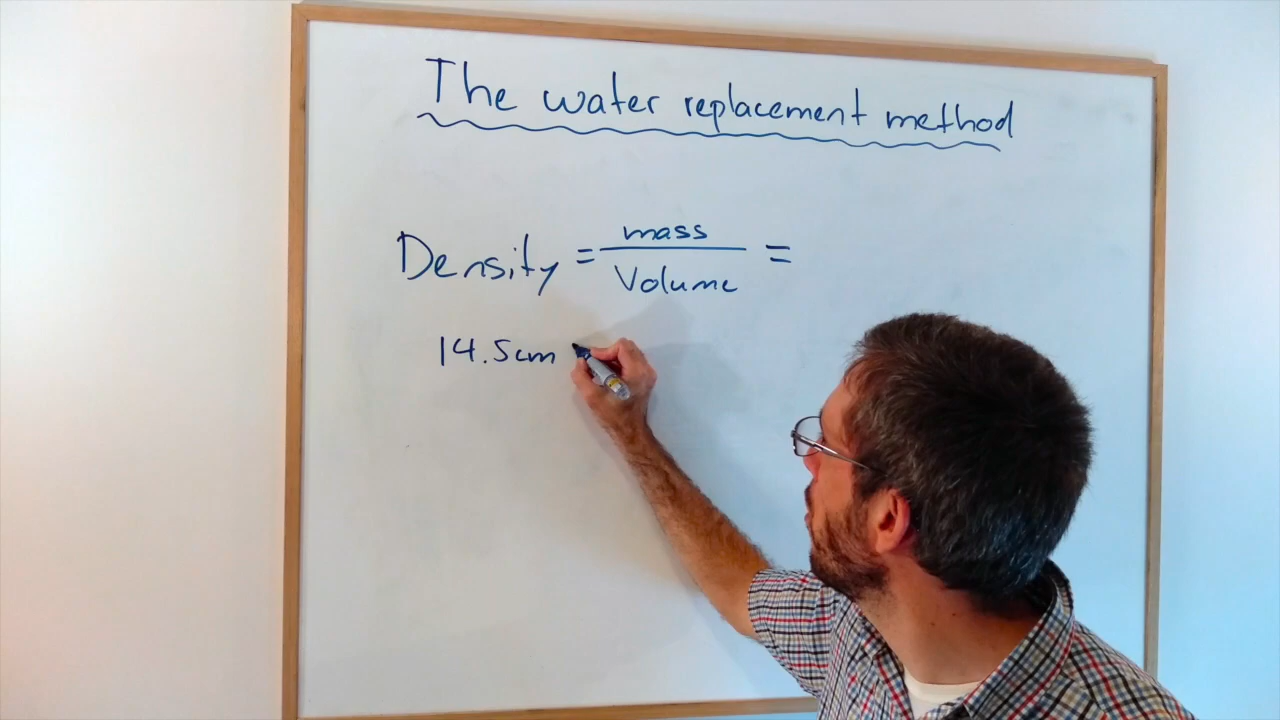 The water replacement method
Density = mass / Volume =
14.5cm